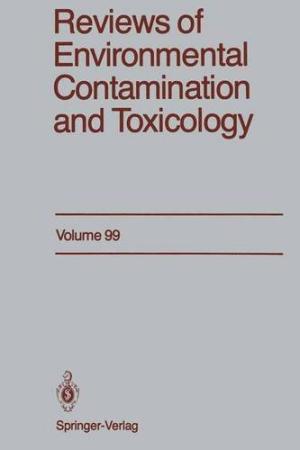 Reviews of
Environmental
Contamination
and Toxicology
Volume 99
Springer-Verlag